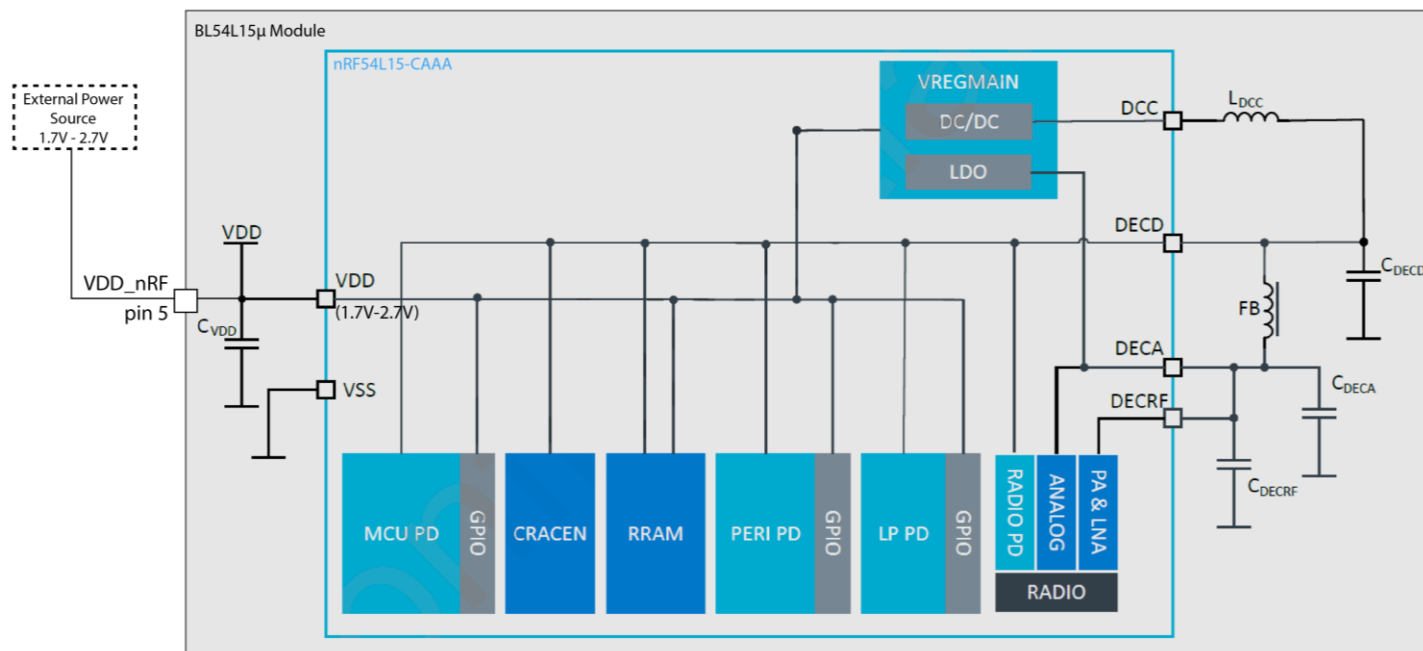 BL54L15µ Module
nRF54L15-CAAA
External Power
Source
1.7V - 2.7V
VREGMAIN
DC/DC
LDO
DCC
LDCC
DECD
CDECD
FB
VDD
VDD_nRF
pin 5
CVDD
VDD
(1.7V-2.7V)
VSS
DECA
CDECA
DECRF
CDECRF
MCU PD
GPIO
CRACEN
RRAM
PERI PD
GPIO
LP PD
GPIO
RADIO PD
ANALOG
PA & LNA
RADIO